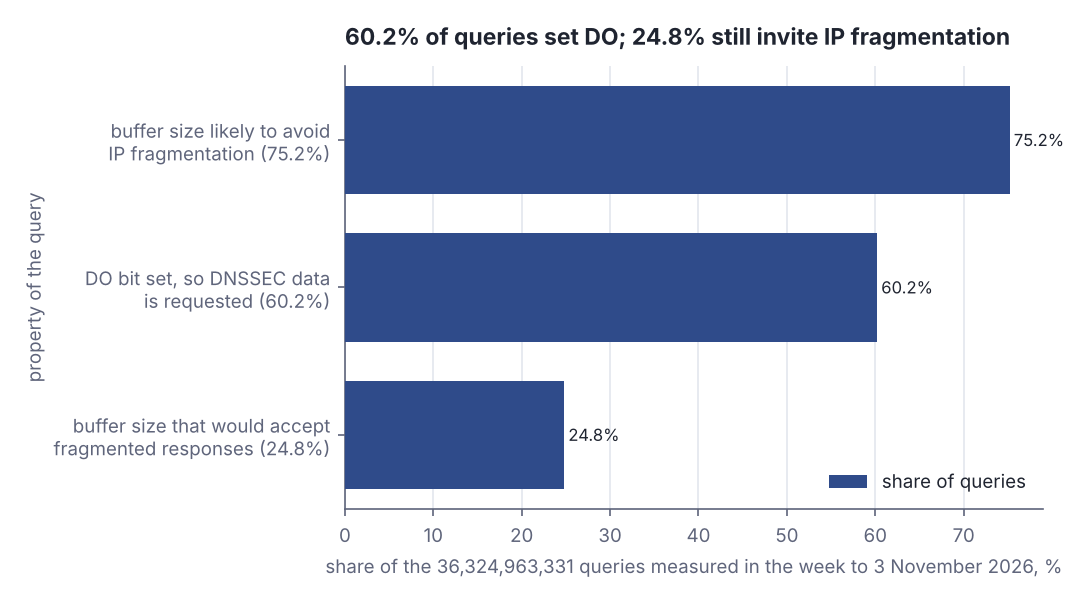 60.2% of queries set DO; 24.8% still invite IP fragmentation
property of the query
buffer size likely to avoid
IP fragmentation (75.2%)
75.2%
DO bit set, so DNSSEC data
is requested (60.2%)
60.2%
buffer size that would accept
fragmented responses (24.8%)
24.8%
share of queries
0 10 20 30 40 50 60 70
share of the 36,324,963,331 queries measured in the week to 3 November 2026, %